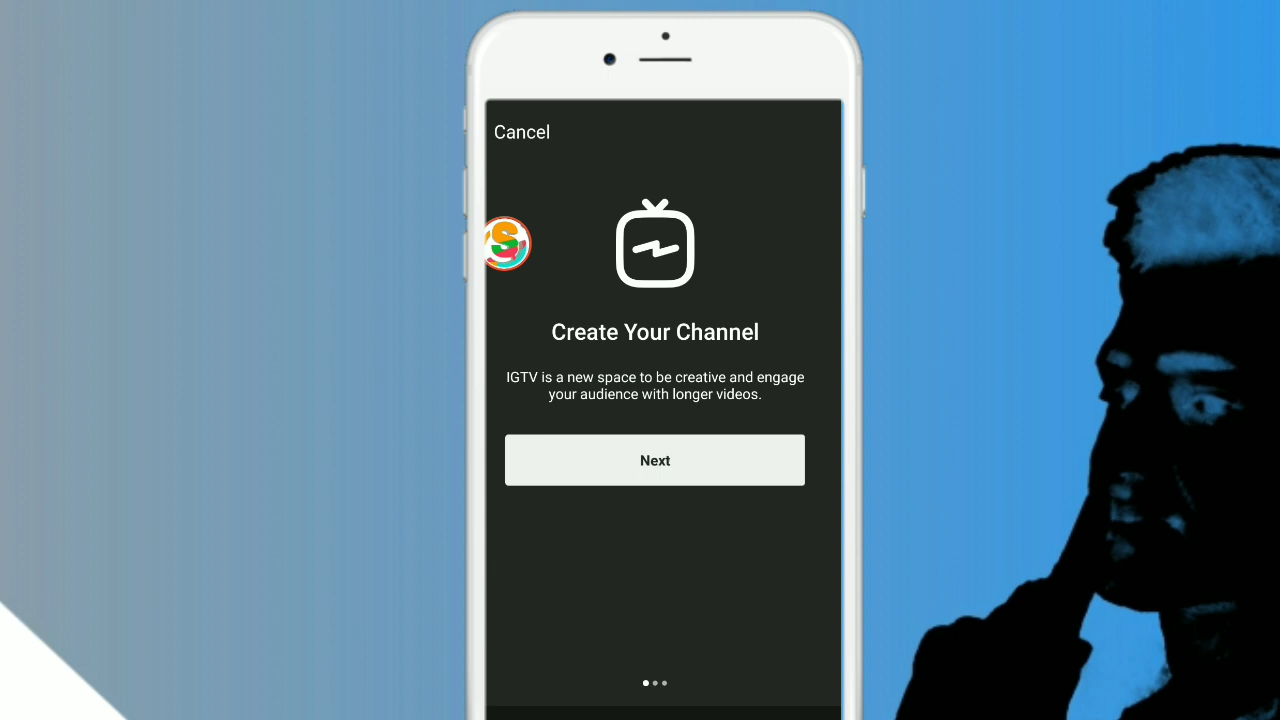 Cancel
S
Create Your Channel
IGTV is a new space to be creative and engage
your audience with longer videos.
Next